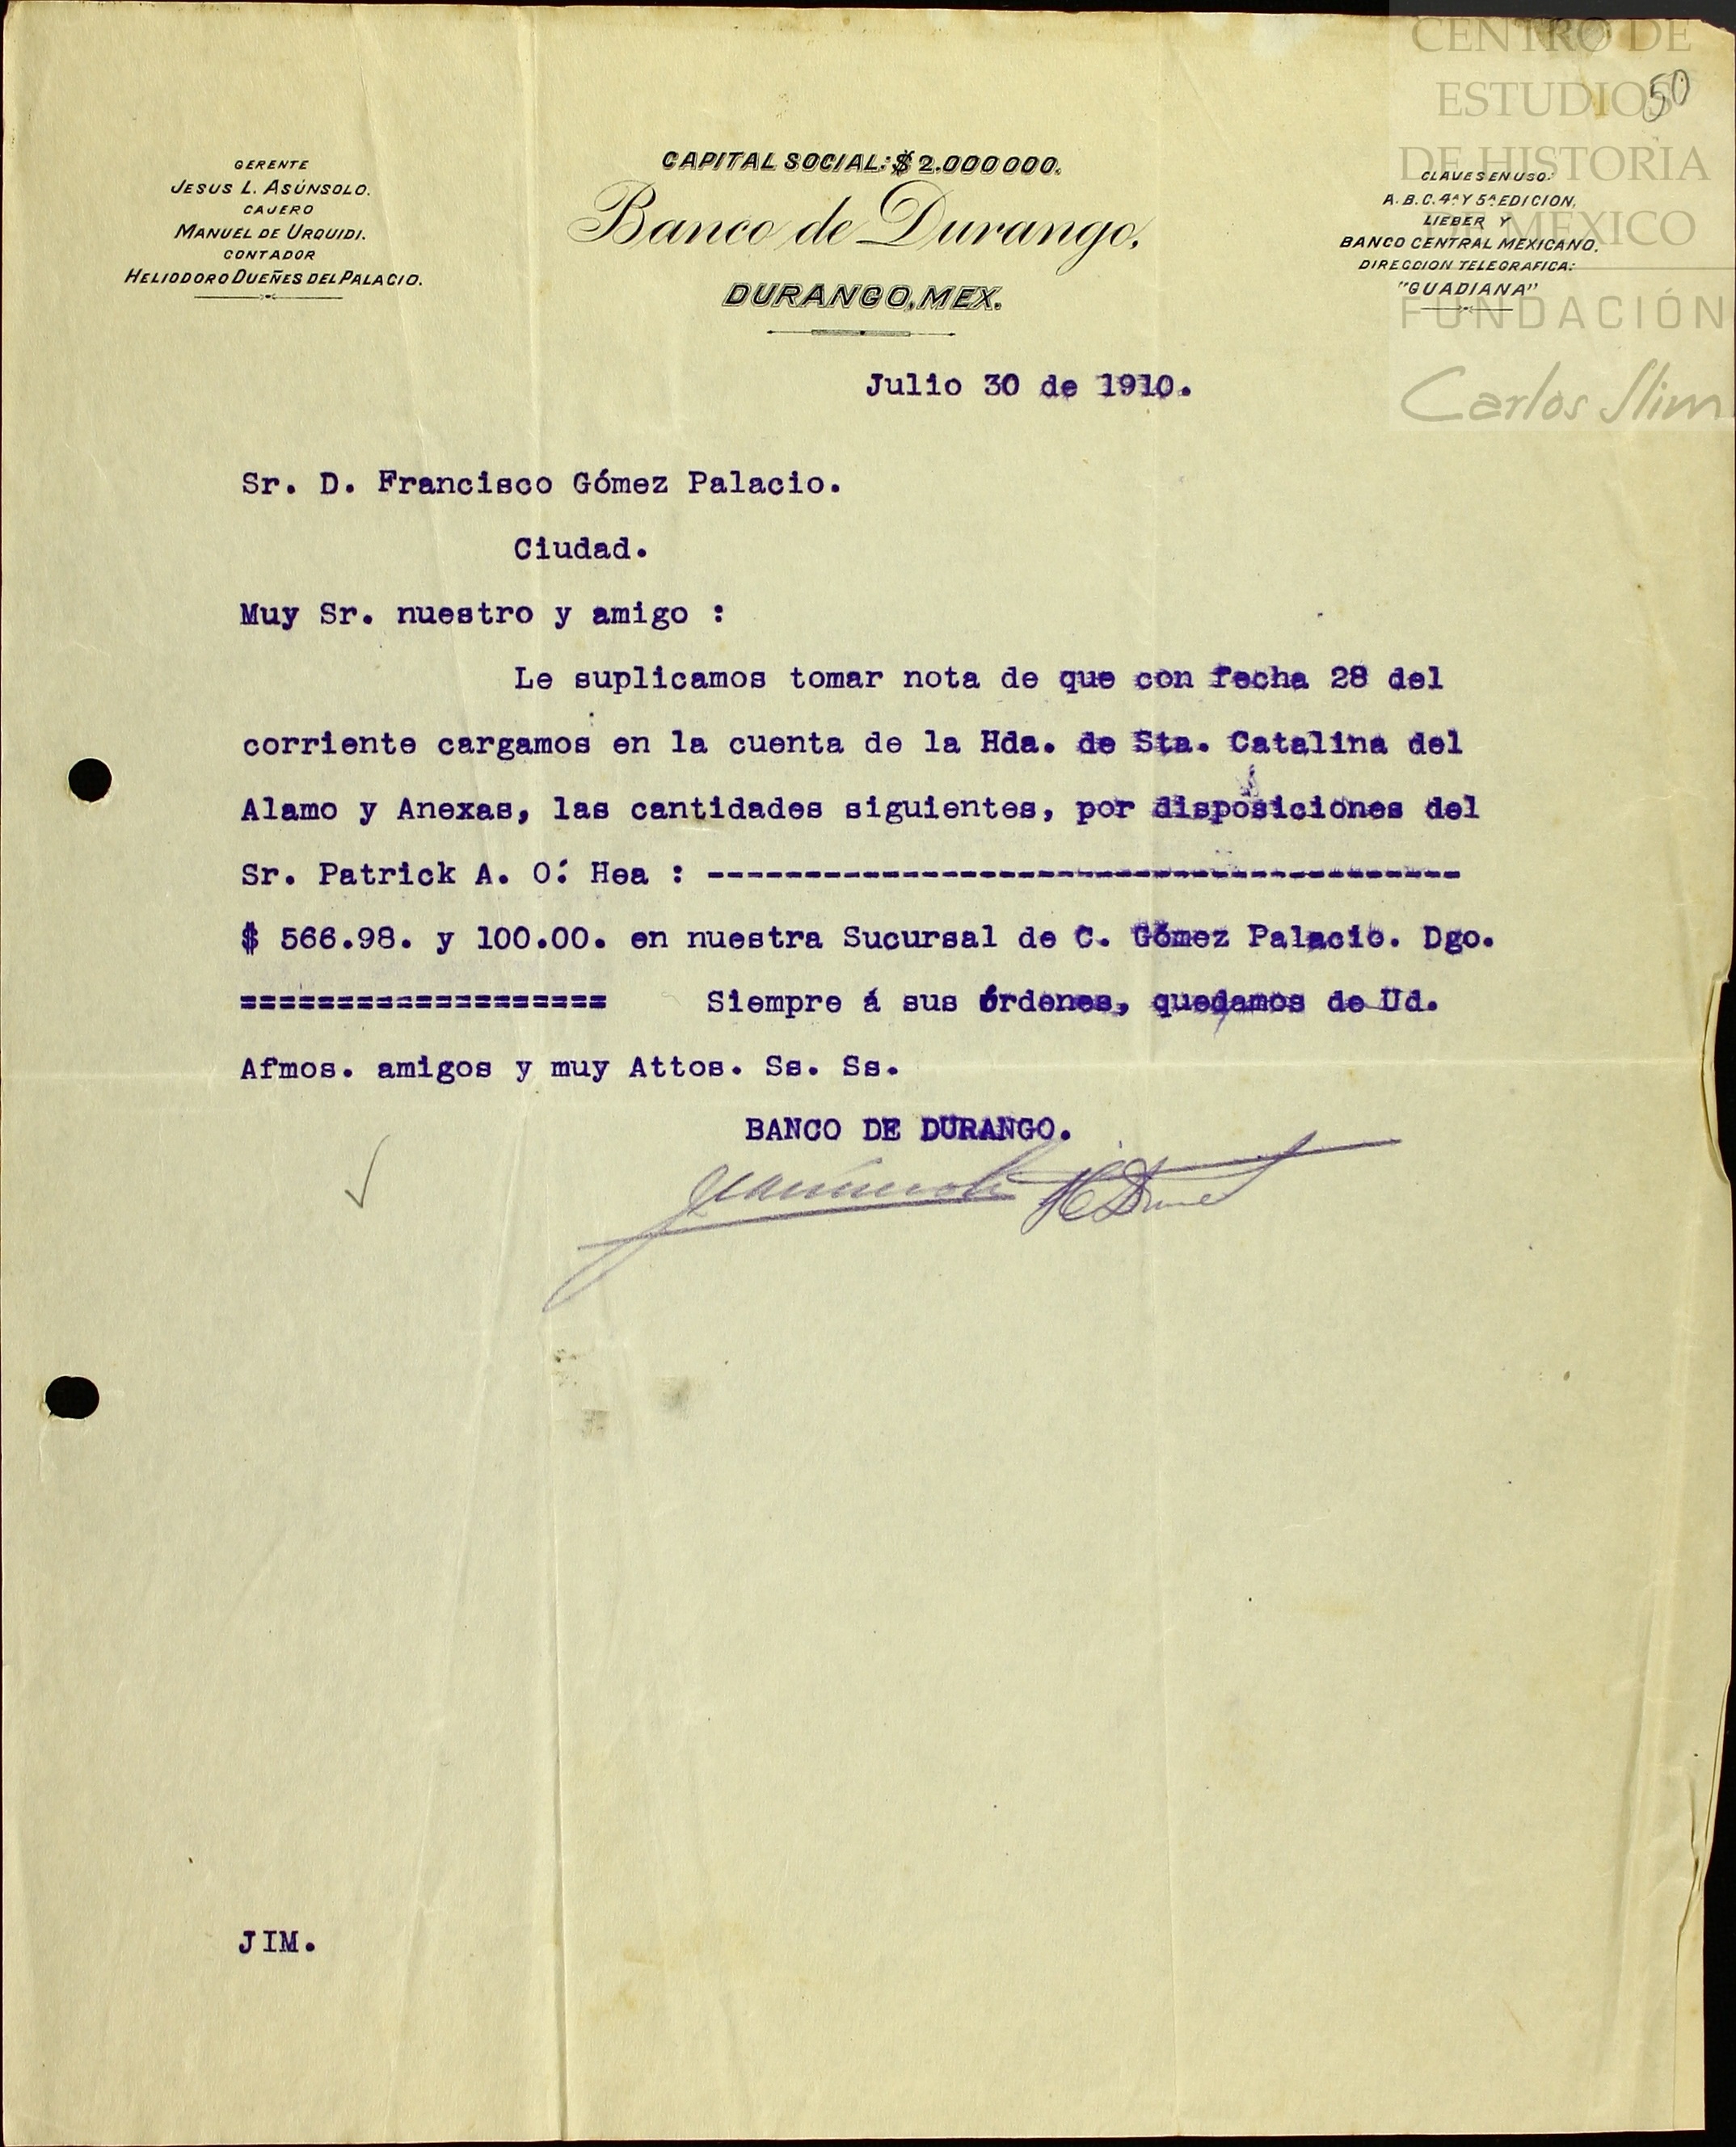 CENTRO DE
ESTUDIOS
DE HISTORIA
DE MÉXICO
FUNDACIÓN
Carlos Slim
50
GERENTE
JESUS L. ASÚNSOLO.
CAJERO
MANUEL DE URQUIDI.
CONTADOR
HELIODORO DUEÑES DEL PALACIO.
CAPITAL SOCIAL: $ 2.000000.
Banco de Durango,
DURANGO, MEX.
CLAVES EN USO:
A. B. C. 4ª Y 5ª EDICION,
LIEBER Y
BANCO CENTRAL MEXICANO.
DIRECCION TELEGRAFICA:
"GUADIANA"
Julio 30 de 1910.
Sr. D. Francisco Gómez Palacio.
Ciudad.
Muy Sr. nuestro y amigo :
Le suplicamos tomar nota de que con fecha 28 del
corriente cargamos en la cuenta de la Hda. de Sta. Catalina del
Alamo y Anexas, las cantidades siguientes, por disposiciones del
Sr. Patrick A. O.´ Hea : ---------------------------------------
$ 566.98. y 100.00. en nuestra Sucursal de C. Gómez Palacio. Dgo.
=================== Siempre á sus órdenes, quedamos de Ud.
Afmos. amigos y muy Attos. Ss. Ss.
BANCO DE DURANGO.
JIM.